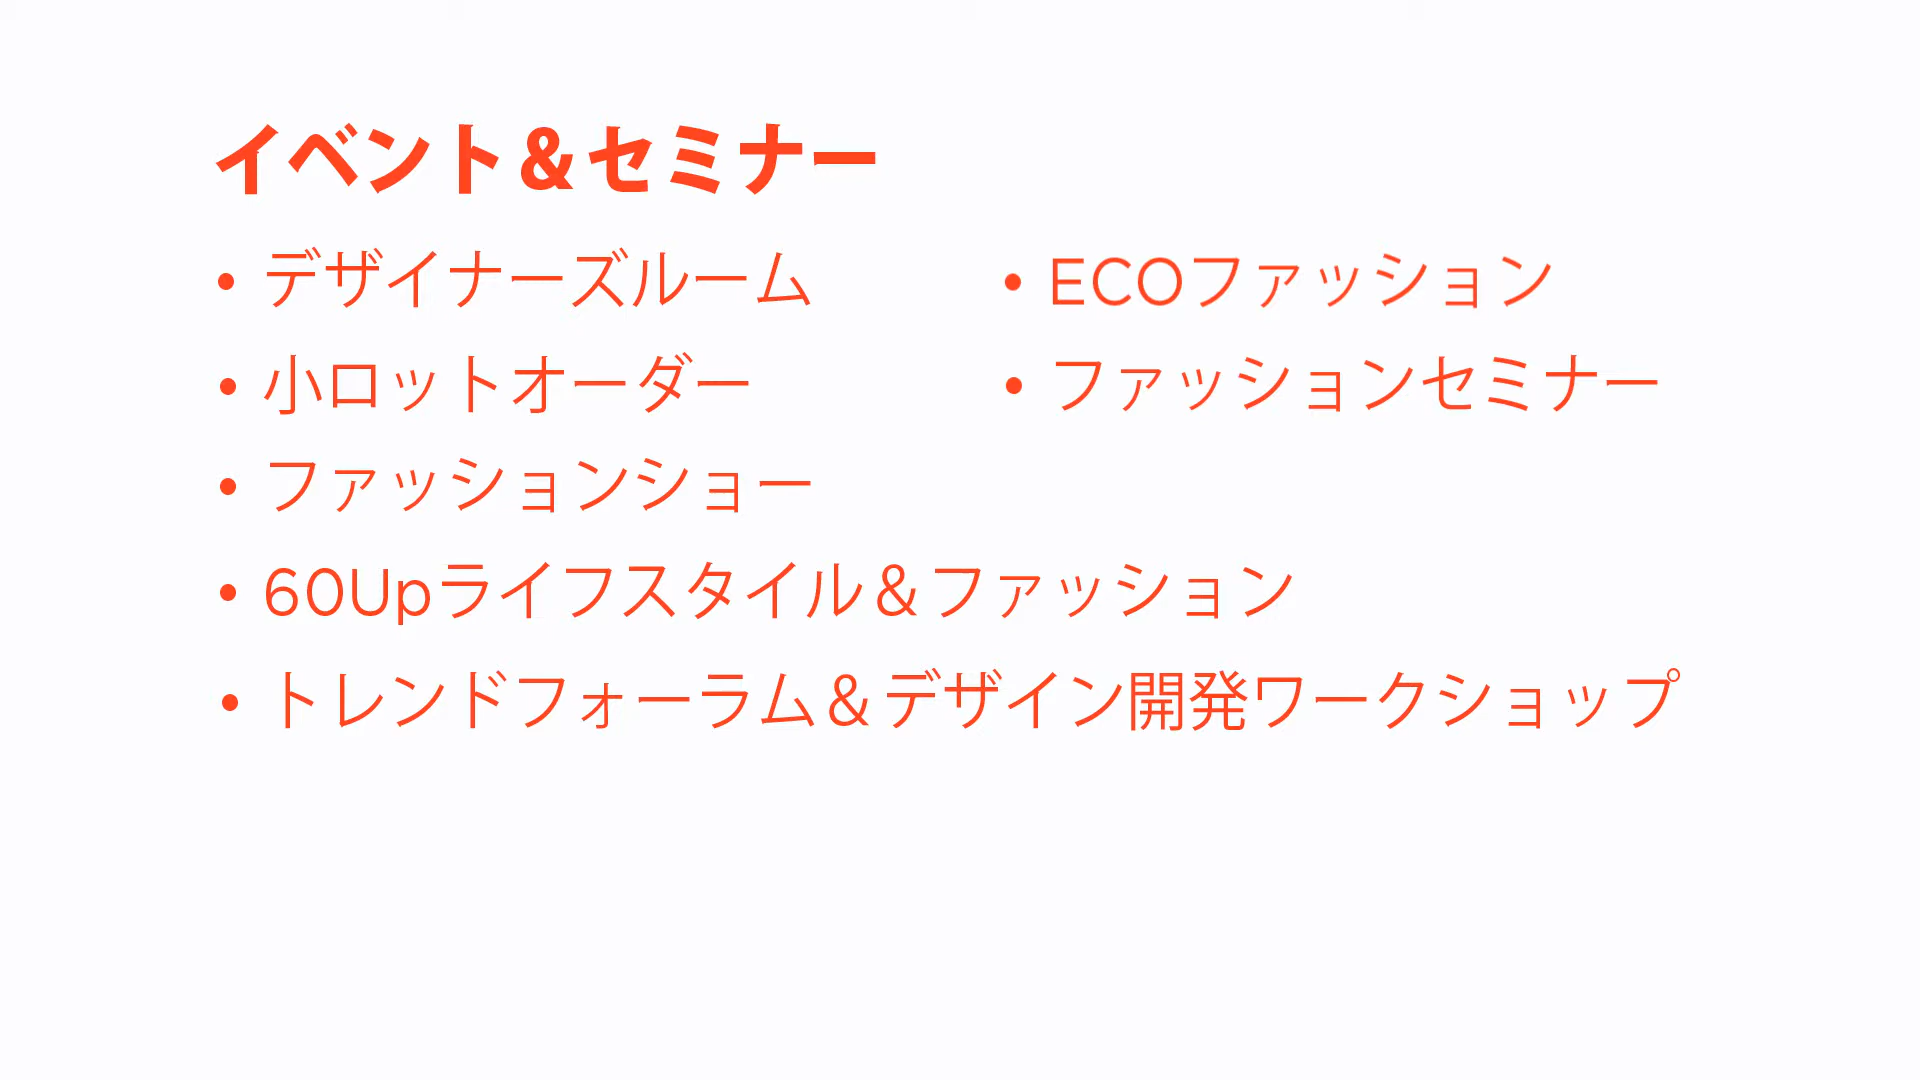 イベント＆セミナー
• デザイナーズルーム
• 小ロットオーダー
• ファッションショー
• 60Upライフスタイル＆ファッション
• トレンドフォーラム＆デザイン開発ワークショップ
• ECOファッション
• ファッションセミナー